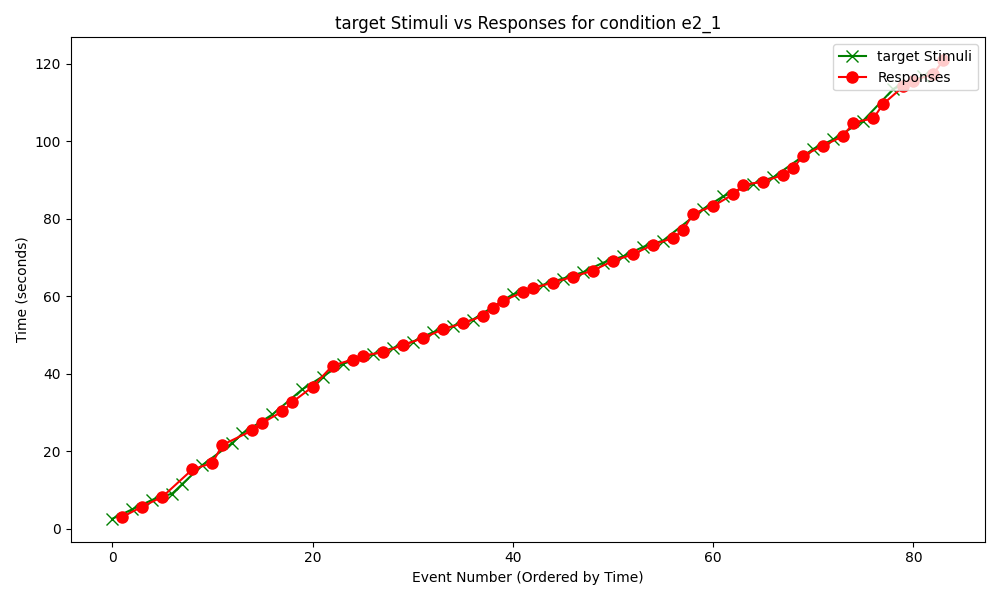 target Stimuli vs Responses for condition e2_1
target Stimuli
Responses
Time (seconds)
120
100
80
60
40
20
0
0 20 40 60 80
Event Number (Ordered by Time)